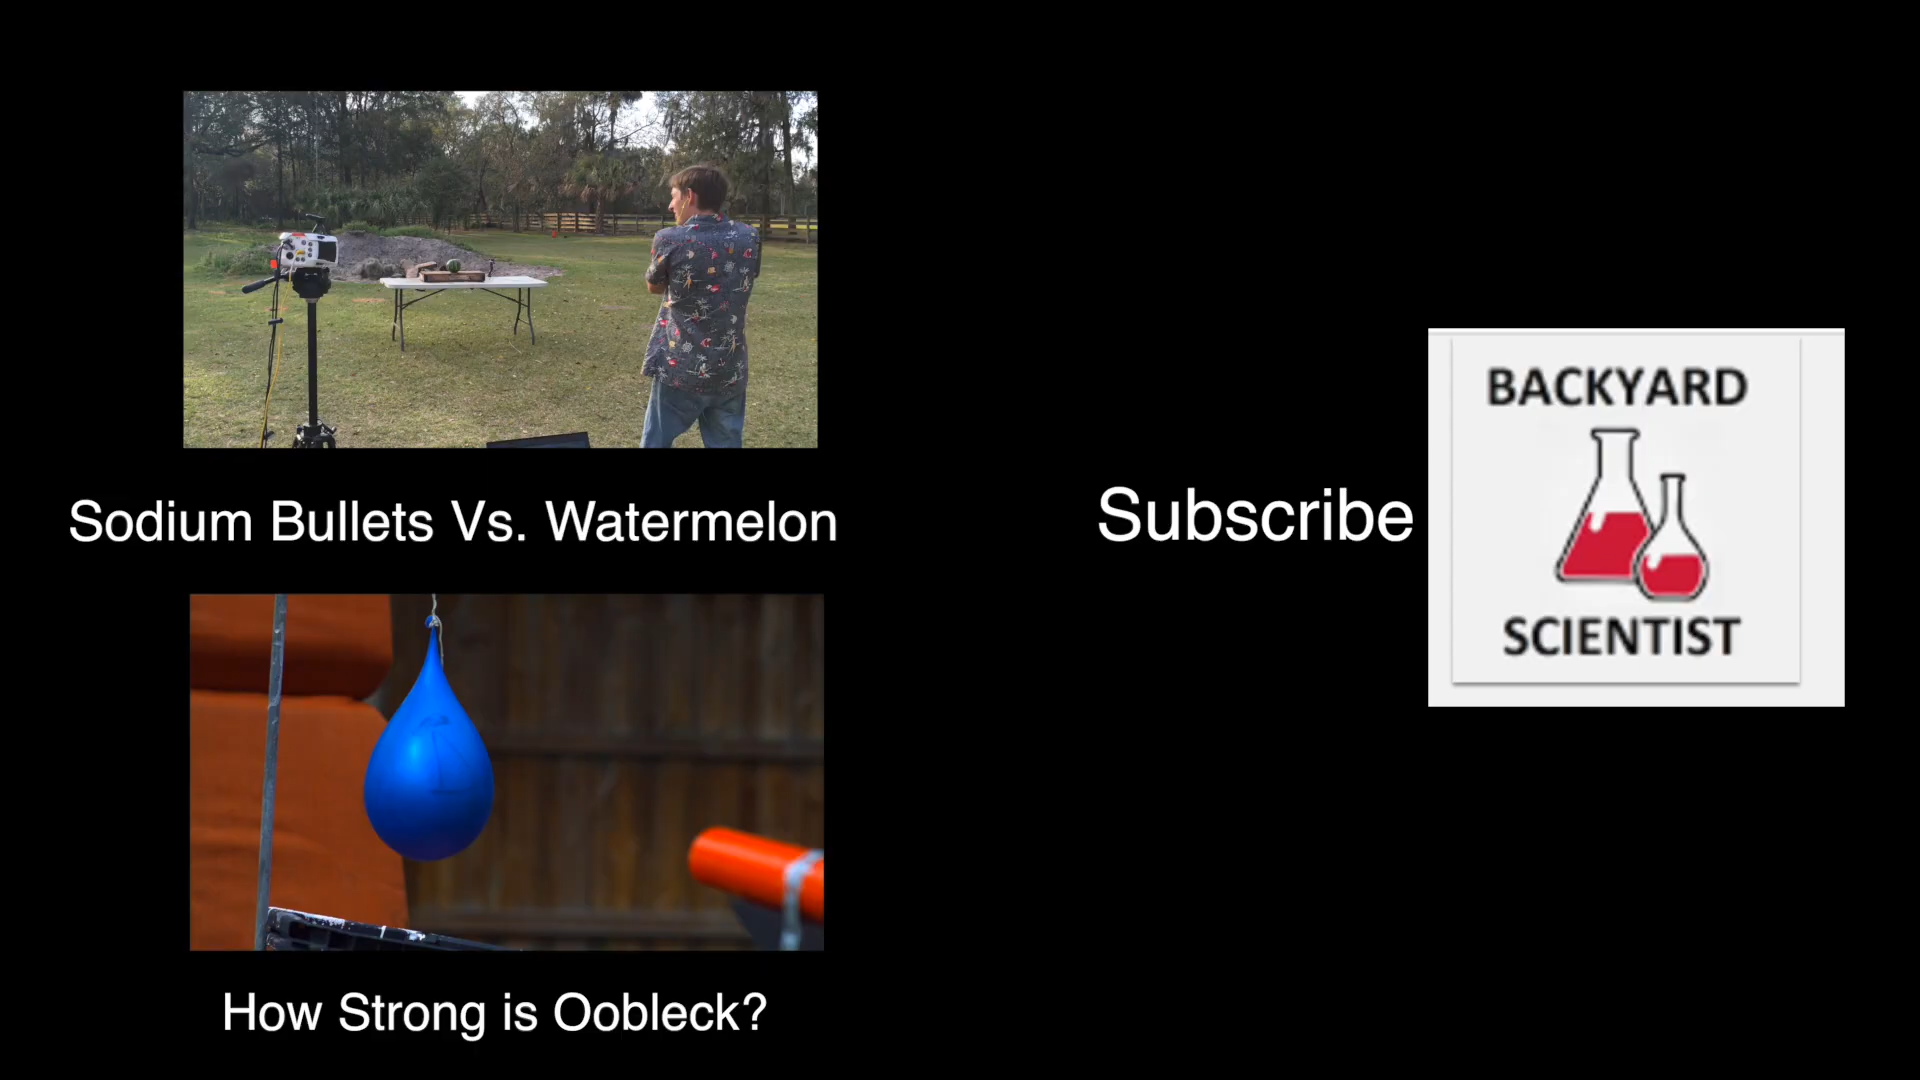 Sodium Bullets Vs. Watermelon
How Strong is Oobleck?
Subscribe
BACKYARD
SCIENTIST